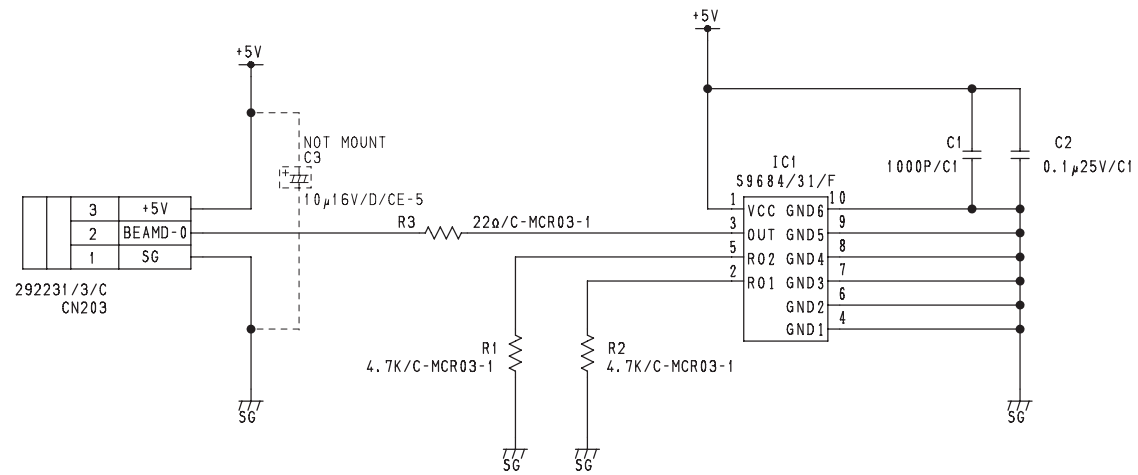 +5V
NOT MOUNT
C3
+
10µ16V/D/CE-5
3 +5V
2 BEAMD-0
1 SG
292231/3/C
CN203
SG
R3 22Ω/C-MCR03-1
R1
4.7K/C-MCR03-1
SG
R2
4.7K/C-MCR03-1
SG
+5V
IC1
S9684/31/F
1 VCC GND6 10
3 OUT GND5 9
5 RO2 GND4 8
2 RO1 GND3 7
GND2 6
GND1 4
C1
1000P/C1
C2
0.1µ25V/C1
SG